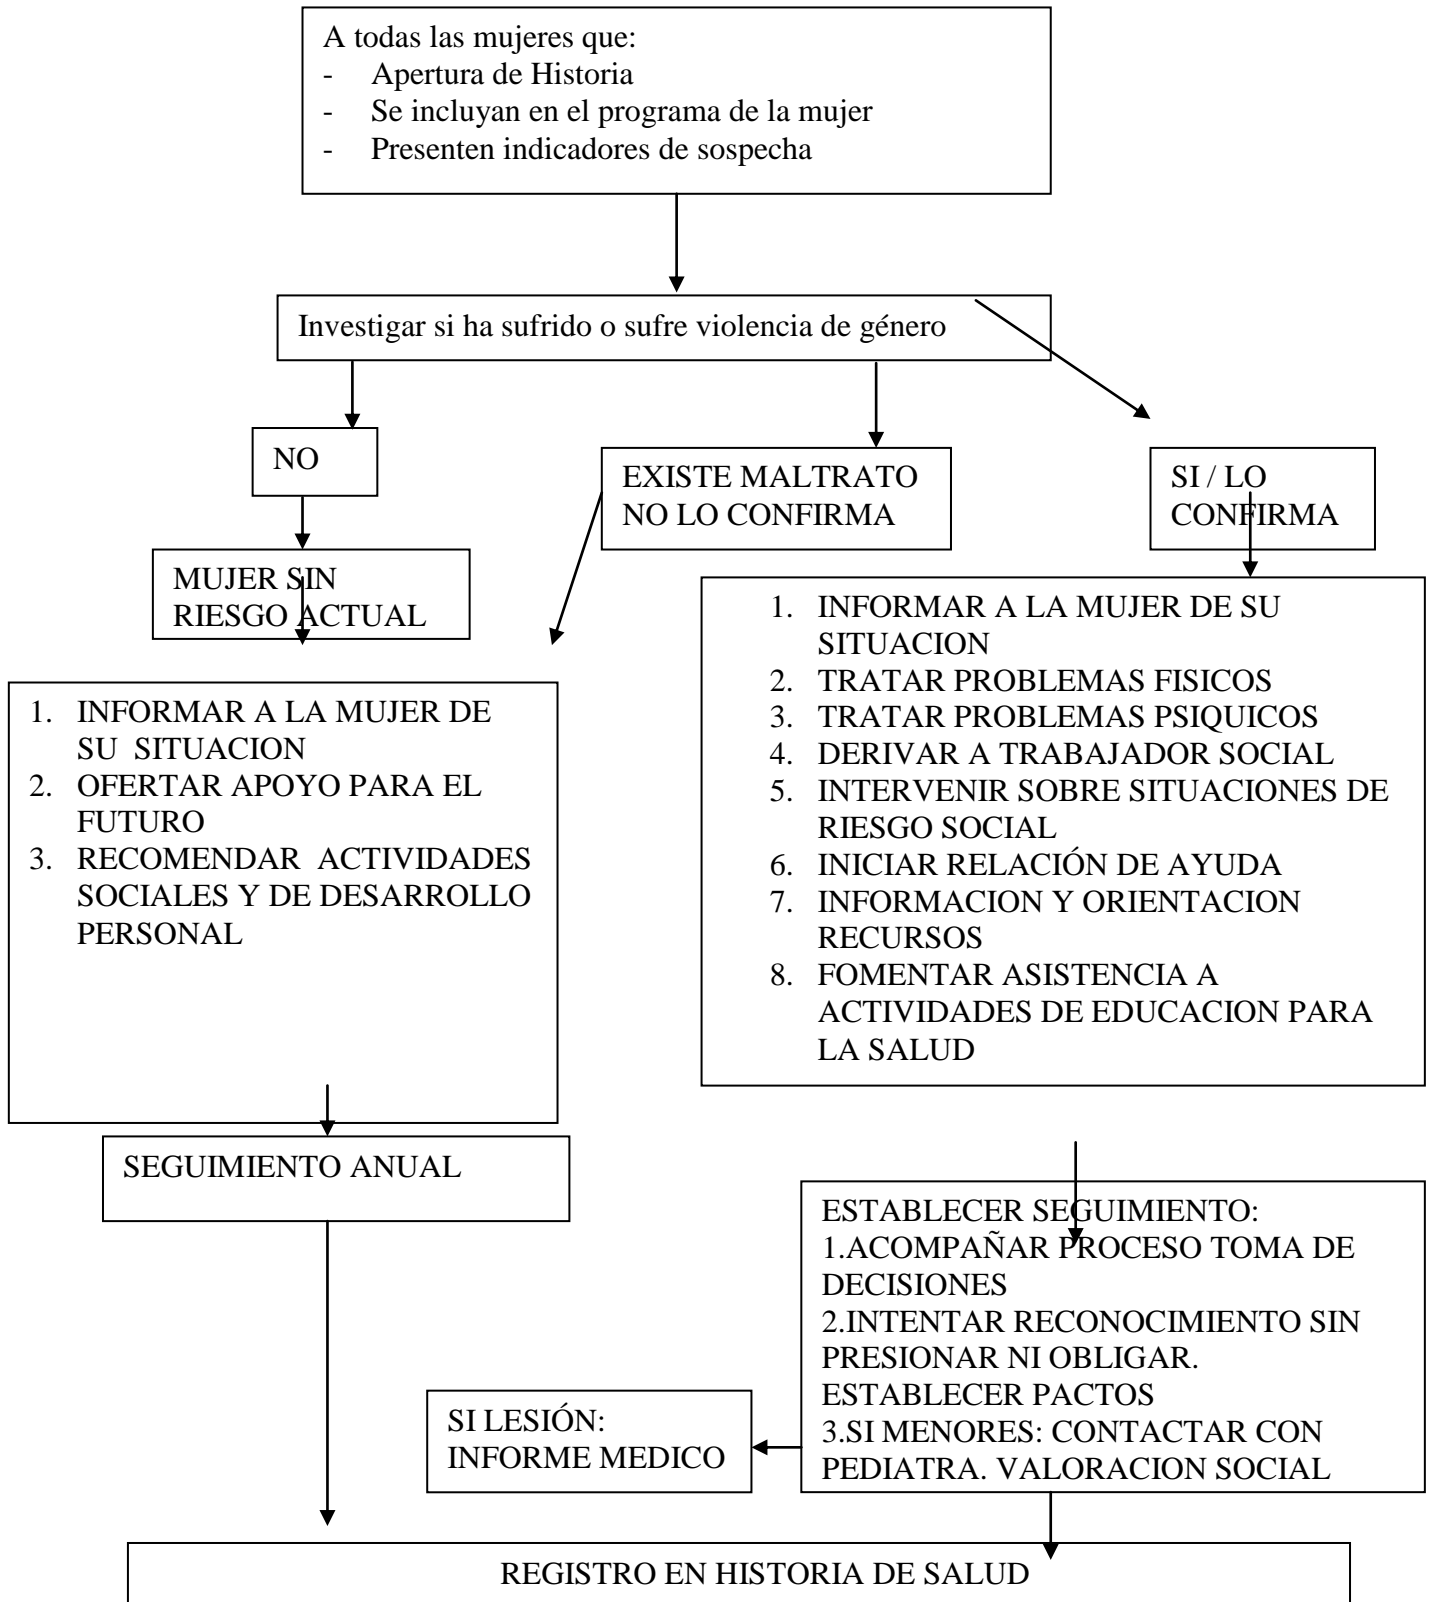 A todas las mujeres que:
- Apertura de Historia
- Se incluyan en el programa de la mujer
- Presenten indicadores de sospecha
Investigar si ha sufrido o sufre violencia de género
NO
EXISTE MALTRATO
NO LO CONFIRMA
SI / LO
CONFIRMA
MUJER SIN
RIESGO ACTUAL
1. INFORMAR A LA MUJER DE
SU SITUACION
2. OFERTAR APOYO PARA EL
FUTURO
3. RECOMENDAR ACTIVIDADES
SOCIALES Y DE DESARROLLO
PERSONAL
1. INFORMAR A LA MUJER DE SU
SITUACION
2. TRATAR PROBLEMAS FISICOS
3. TRATAR PROBLEMAS PSIQUICOS
4. DERIVAR A TRABAJADOR SOCIAL
5. INTERVENIR SOBRE SITUACIONES DE
RIESGO SOCIAL
6. INICIAR RELACIÓN DE AYUDA
7. INFORMACION Y ORIENTACION
RECURSOS
8. FOMENTAR ASISTENCIA A
ACTIVIDADES DE EDUCACION PARA
LA SALUD
SEGUIMIENTO ANUAL
ESTABLECER SEGUIMIENTO:
1.ACOMPAÑAR PROCESO TOMA DE
DECISIONES
2.INTENTAR RECONOCIMIENTO SIN
PRESIONAR NI OBLIGAR.
ESTABLECER PACTOS
3.SI MENORES: CONTACTAR CON
PEDIATRA. VALORACION SOCIAL
SI LESIÓN:
INFORME MEDICO
REGISTRO EN HISTORIA DE SALUD